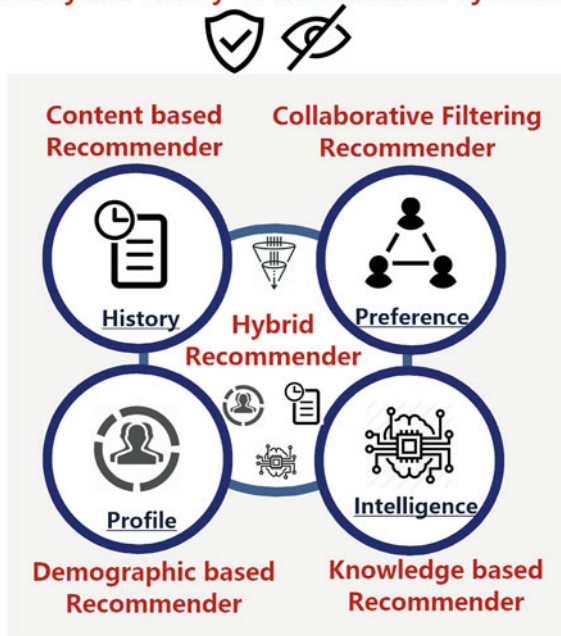 Content based
Recommender
Collaborative Filtering
Recommender
History
Preference
Hybrid
Recommender
Profile
Intelligence
Demographic based
Recommender
Knowledge based
Recommender